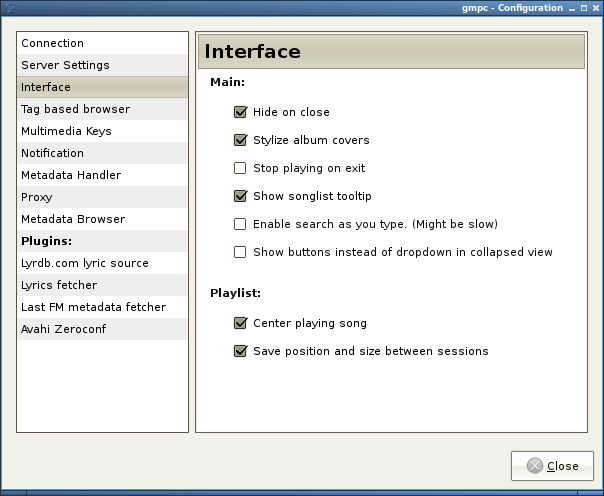 gmpc - Configuration
Connection
Server Settings
Interface
Tag based browser
Multimedia Keys
Notification
Metadata Handler
Proxy
Metadata Browser
Plugins:
Lyrdb.com lyric source
Lyrics fetcher
Last FM metadata fetcher
Avahi Zeroconf
Interface
Main:
Hide on close
Stylize album covers
Stop playing on exit
Show songlist tooltip
Enable search as you type. (Might be slow)
Show buttons instead of dropdown in collapsed view
Playlist:
Center playing song
Save position and size between sessions
Close